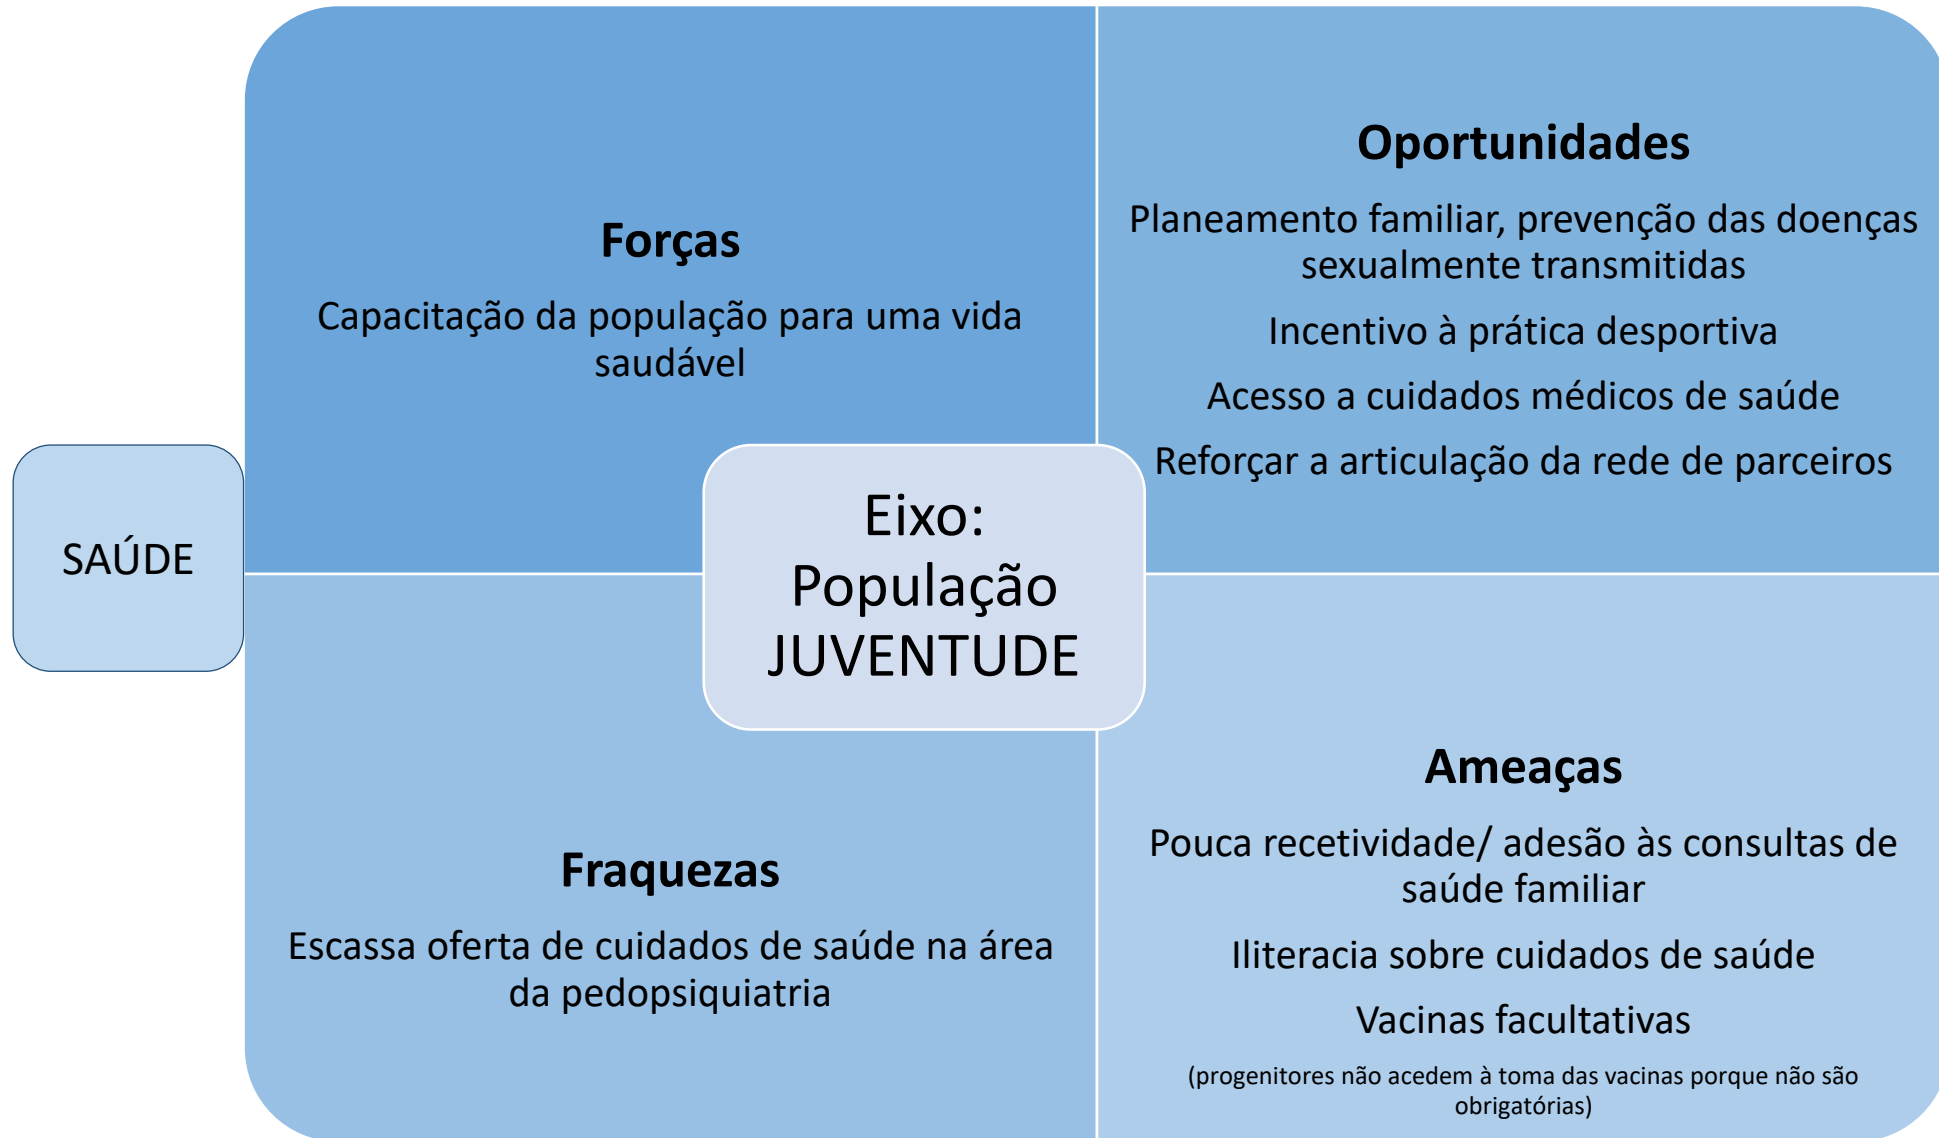 SAÚDE
Forças
Capacitação da população para uma vida
saudável
Oportunidades
Planeamento familiar, prevenção das doenças
sexualmente transmitidas
Incentivo à prática desportiva
Acesso a cuidados médicos de saúde
Reforçar a articulação da rede de parceiros
Eixo:
População
JUVENTUDE
Fraquezas
Escassa oferta de cuidados de saúde na área
da pedopsiquiatria
Ameaças
Pouca recetividade/ adesão às consultas de
saúde familiar
Iliteracia sobre cuidados de saúde
Vacinas facultativas
(progenitores não acedem à toma das vacinas porque não são
obrigatórias)